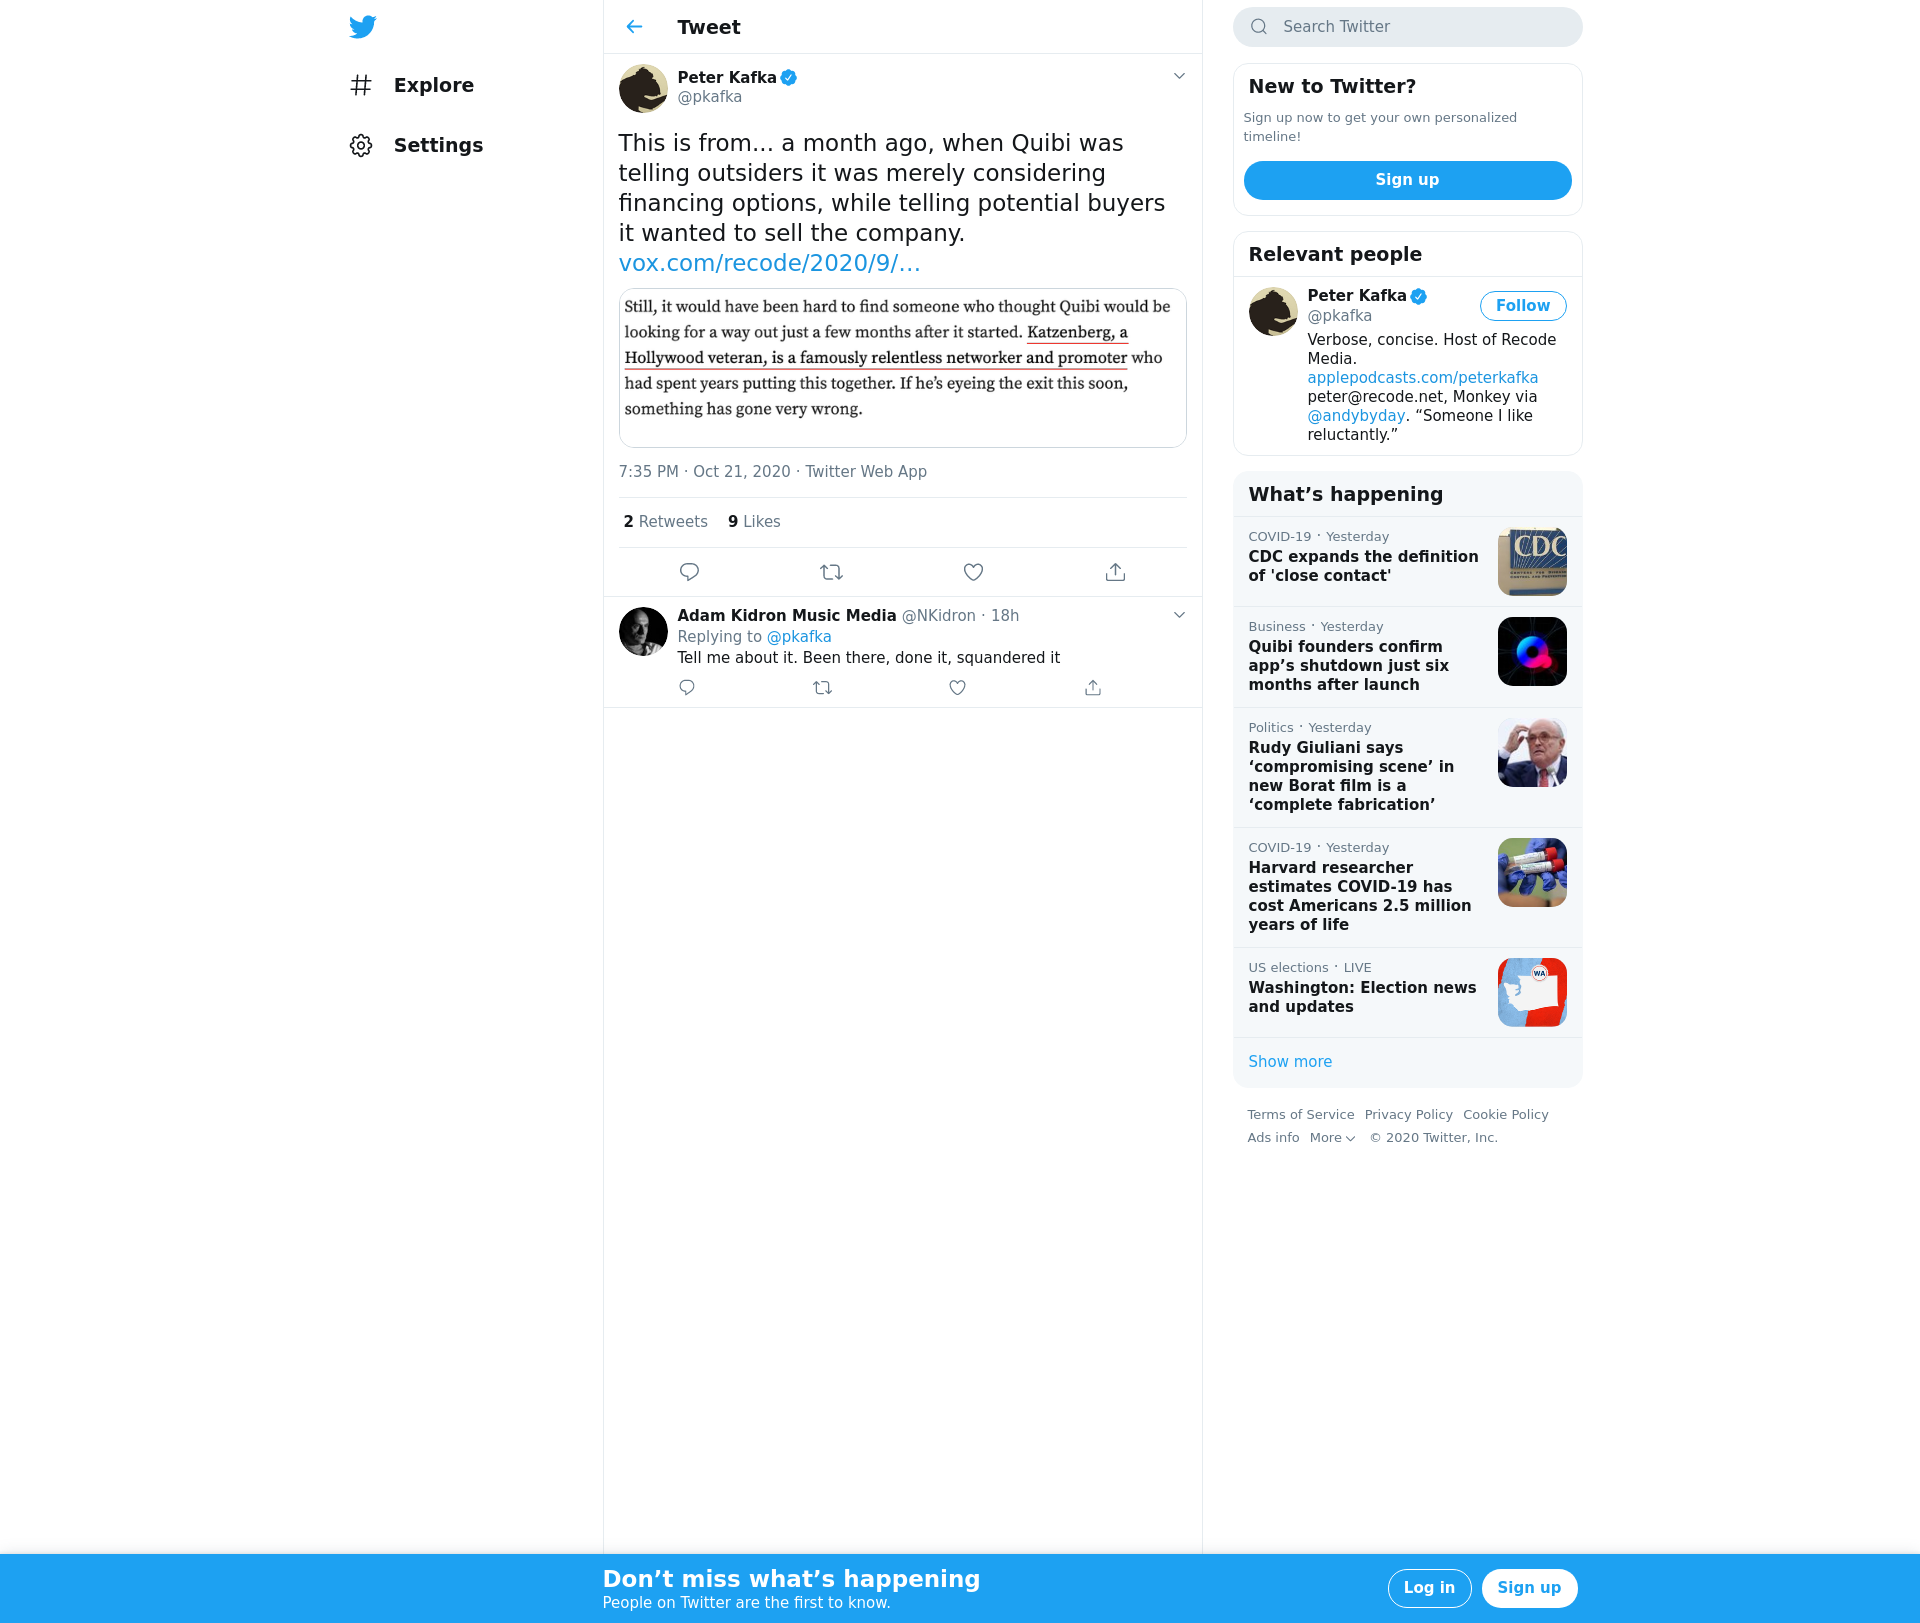 Explore
Settings
Tweet
Peter Kafka
@pkafka
This is from... a month ago, when Quibi was
telling outsiders it was merely considering
financing options, while telling potential buyers
it wanted to sell the company.
vox.com/recode/2020/9/…
Still, it would have been hard to find someone who thought Quibi would be
looking for a way out just a few months after it started. Katzenberg, a
Hollywood veteran, is a famously relentless networker and promoter who
had spent years putting this together. If he’s eyeing the exit this soon,
something has gone very wrong.
7:35 PM · Oct 21, 2020 · Twitter Web App
2 Retweets 9 Likes
Adam Kidron Music Media @NKidron · 18h
Replying to @pkafka
Tell me about it. Been there, done it, squandered it
Search Twitter
New to Twitter?
Sign up now to get your own personalized
timeline!
Sign up
Relevant people
Peter Kafka
@pkafka
Follow
Verbose, concise. Host of Recode
Media.
applepodcasts.com/peterkafka
peter@recode.net, Monkey via
@andybyday. “Someone I like
reluctantly.”
What’s happening
COVID-19 · Yesterday
CDC expands the definition
of 'close contact'
CDC
Business · Yesterday
Quibi founders confirm
app’s shutdown just six
months after launch
Politics · Yesterday
Rudy Giuliani says
‘compromising scene’ in
new Borat film is a
‘complete fabrication’
COVID-19 · Yesterday
Harvard researcher
estimates COVID-19 has
cost Americans 2.5 million
years of life
US elections · LIVE
Washington: Election news
and updates
WA
Show more
Terms of Service Privacy Policy Cookie Policy
Ads info More © 2020 Twitter, Inc.
Don’t miss what’s happening
People on Twitter are the first to know.
Log in
Sign up